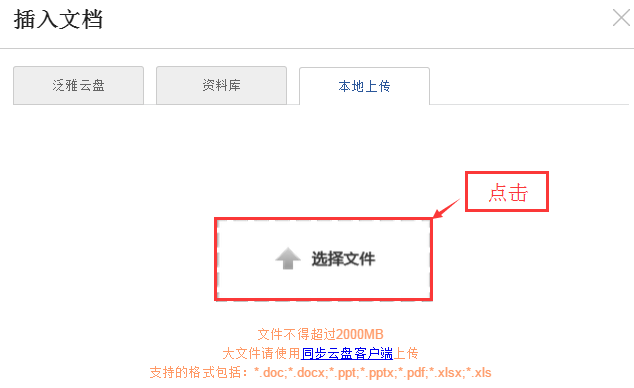 插入文档
泛雅云盘
资料库
本地上传
点击
选择文件
文件不得超过2000MB
大文件请使用同步云盘客户端上传
支持的格式包括：*.doc;*.docx;*.ppt;*.pptx;*.pdf;*.xlsx;*.xls